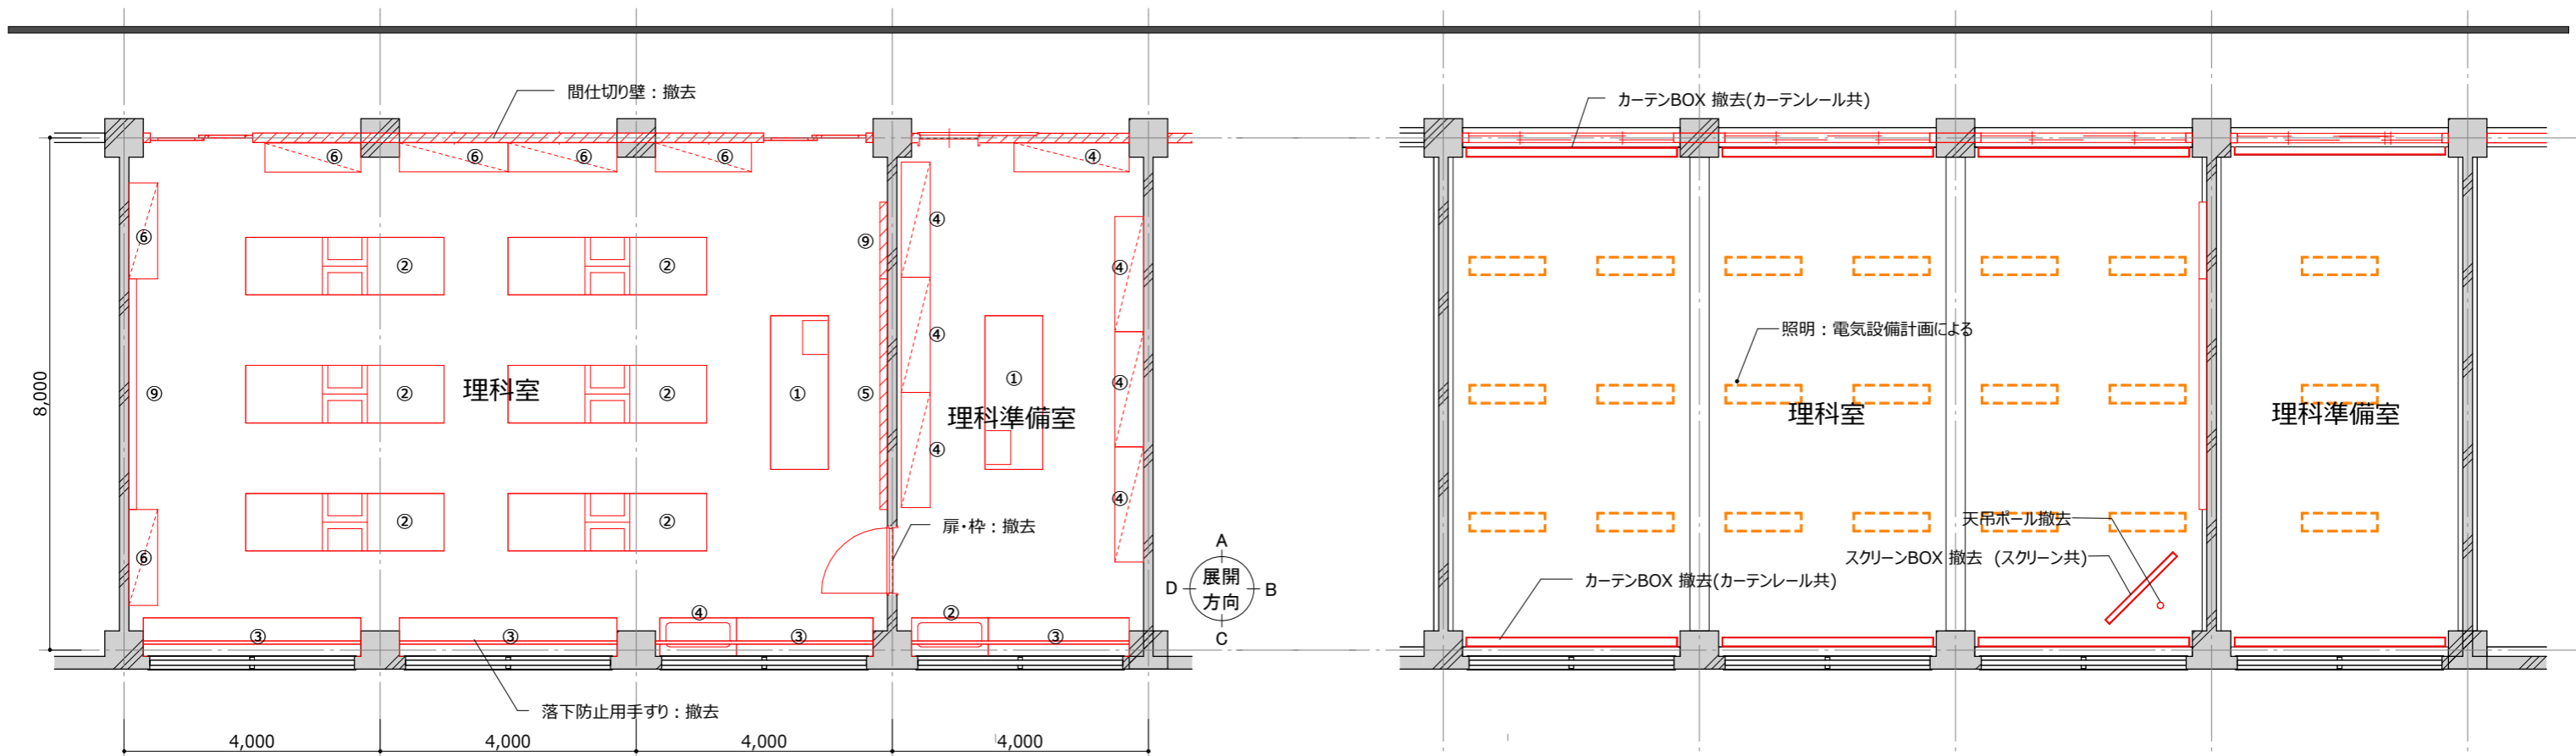 間仕切り壁：撤去
カーテンBOX 撤去(カーテンレール共)
⑥ ⑥ ⑥ ⑥ ④
⑥ ② ② ⑨ ④ ④
照明：電気設備計画による
8,000
⑨ ② 理科室 ② ① ⑤ ④ ① ④
理科準備室
理科室
理科準備室
④ ④
② ② 扉・枠：撤去
天吊ポール撤去
⑥
スクリーンBOX 撤去 (スクリーン共)
A
D 展開 B
方向
C
カーテンBOX 撤去(カーテンレール共)
④ ②
③ ③ ③ ③
落下防止用手すり：撤去
4,000 4,000 4,000 4,000